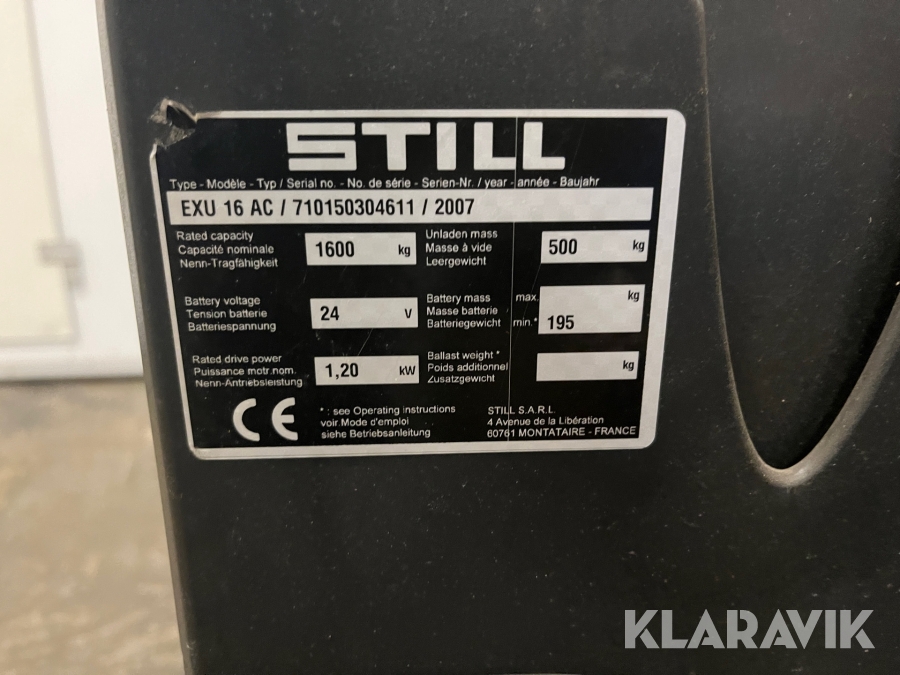 STILL
Type - Modèle - Typ / Serial no. - No. de série - Serien-Nr. / year - année - Baujahr
EXU 16 AC / 710150304611 / 2007
Rated capacity
Capacité nominale
Nenn-Tragfähigkeit
1600 kg
Unladen mass
Masse à vide
Leergewicht
500 kg
Battery voltage
Tension batterie
Batteriespannung
24 V
Battery mass max. kg
Masse batterie
Batteriegewicht min.* 195
Rated drive power
Puissance motr.nom.
Nenn-Antriebsleistung
1,20 kW
Ballast weight *
Poids additionnel
Zusatzgewicht
kg
CE
* : see Operating instructions
voir Mode d'emploi
siehe Betriebsanleitung
STILL S.A.R.L.
4 Avenue de la Libération
60761 MONTATAIRE - FRANCE
KLARAVIK